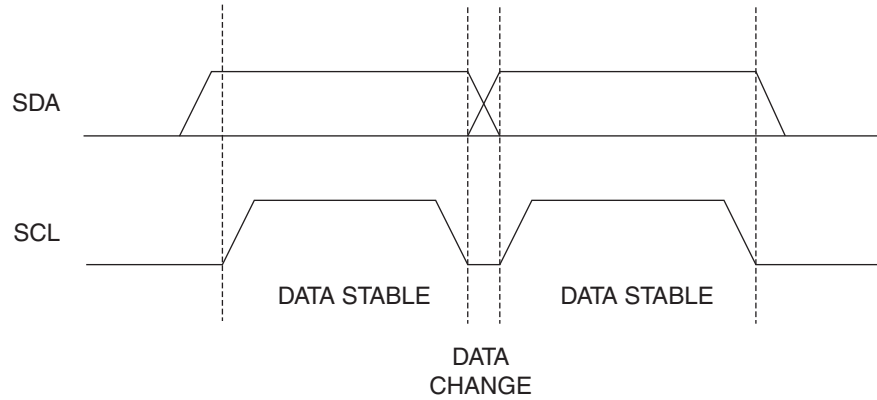 SDA
SCL
DATA STABLE
DATA STABLE
DATA
CHANGE